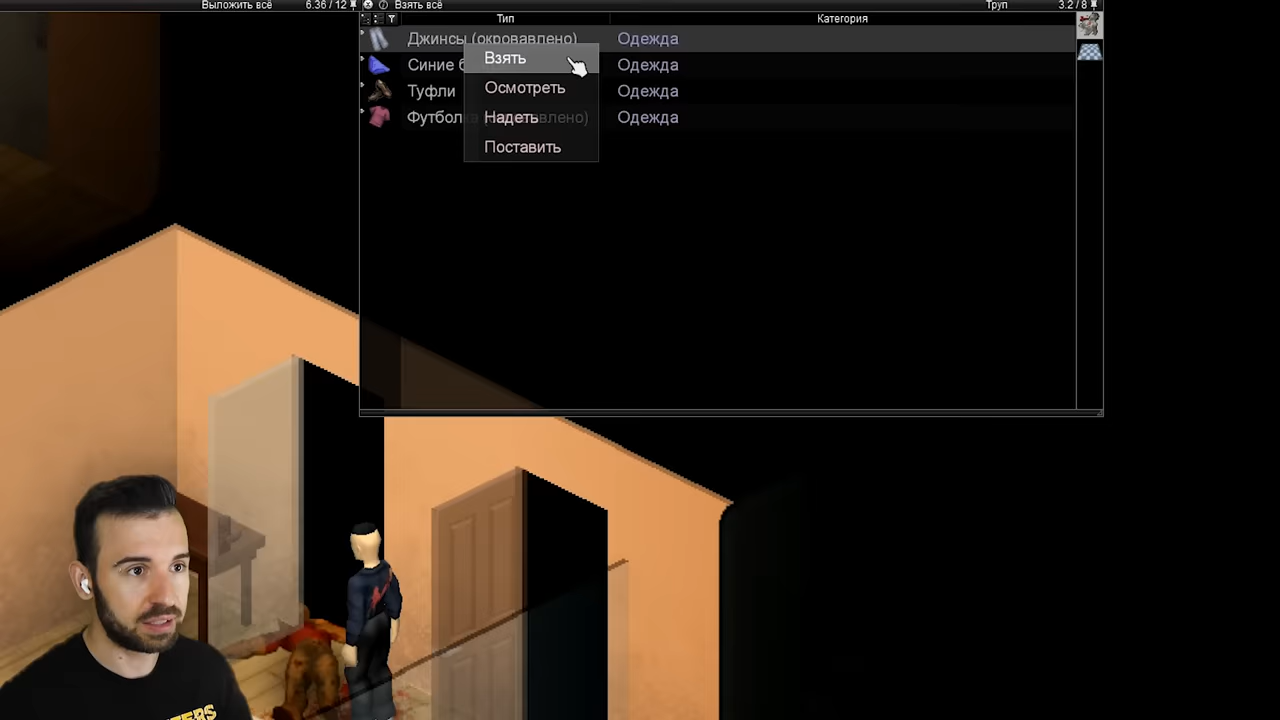 Выложить всё 6.36 / 12 Взять всё Труп 3.2 / 8
Тип Категория
Джинсы (окровавлено) Одежда
Взять
Синие Одежда
Осмотреть
Туфли Одежда
Надеть
Футбол Одежда
Поставить